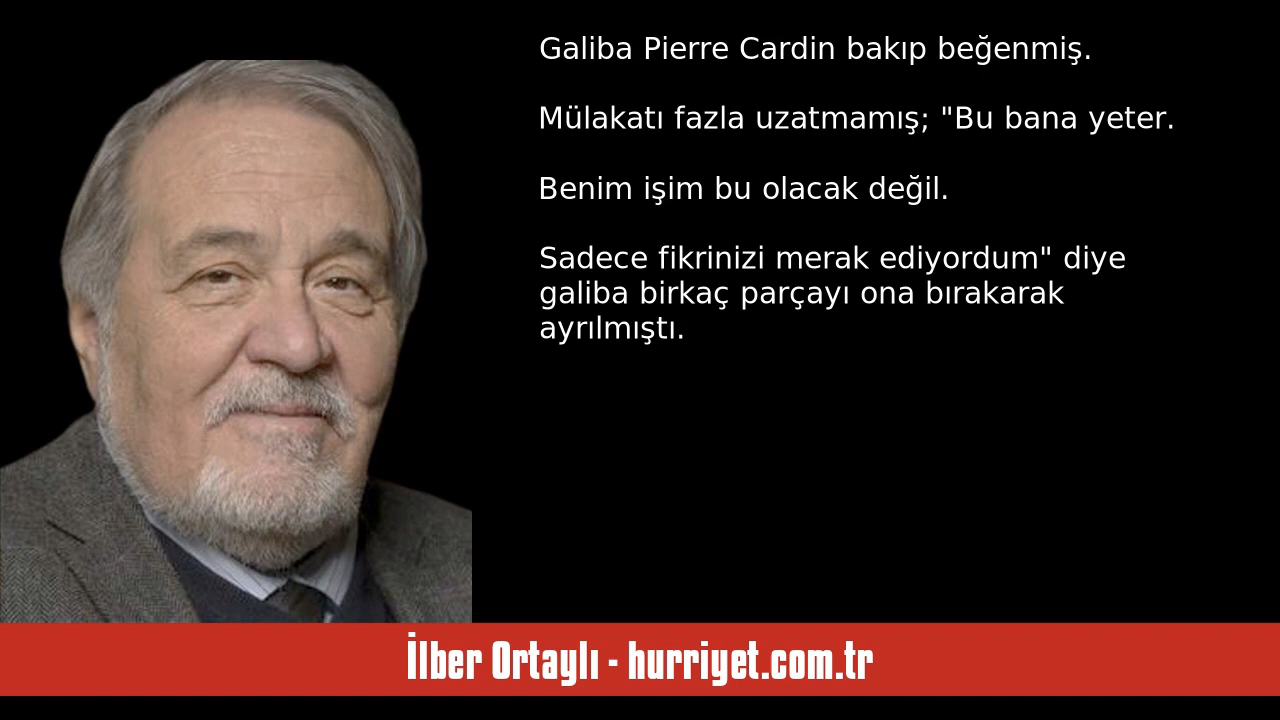 Galiba Pierre Cardin bakıp beğenmiş.
Mülakatı fazla uzatmamış; "Bu bana yeter.
Benim işim bu olacak değil.
Sadece fikrinizi merak ediyordum" diye
galiba birkaç parçayı ona bırakarak
ayrılmıştı.
İlber Ortaylı - hurriyet.com.tr